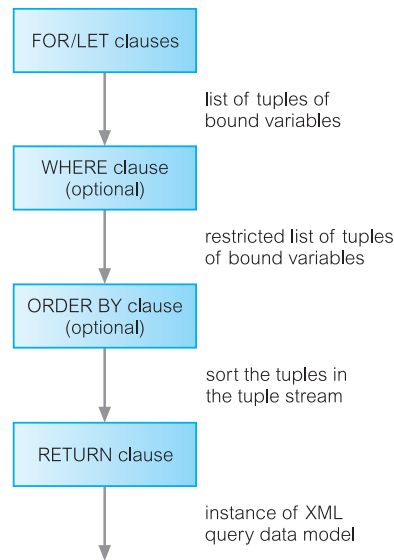 FOR/LET clauses
list of tuples of
bound variables
WHERE clause
(optional)
restricted list of tuples
of bound variables
ORDER BY clause
(optional)
sort the tuples in
the tuple stream
RETURN clause
instance of XML
query data model